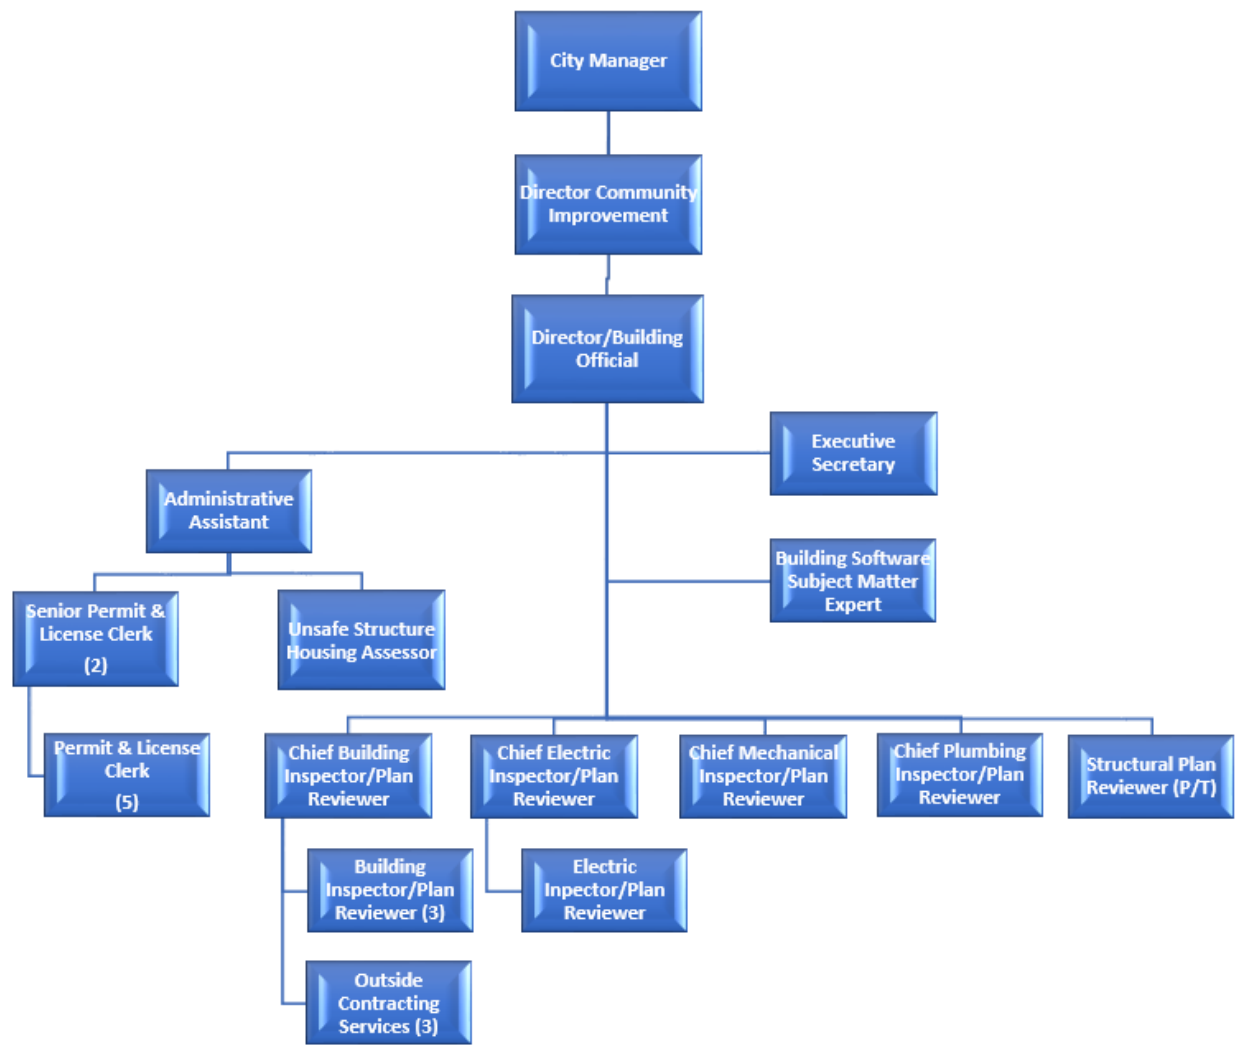 City Manager
Director Community
Improvement
Director/Building
Official
Executive
Secretary
Administrative
Assistant
Building Software
Subject Matter
Expert
Senior Permit &
License Clerk
(2)
Unsafe Structure
Housing Assessor
Permit & License
Clerk
(5)
Chief Building
Inspector/Plan
Reviewer
Chief Electric
Inspector/Plan
Reviewer
Chief Mechanical
Inspector/Plan
Reviewer
Chief Plumbing
Inspector/Plan
Reviewer
Structural Plan
Reviewer (P/T)
Building
Inspector/Plan
Reviewer (3)
Electric
Inpector/Plan
Reviewer
Outside
Contracting
Services (3)